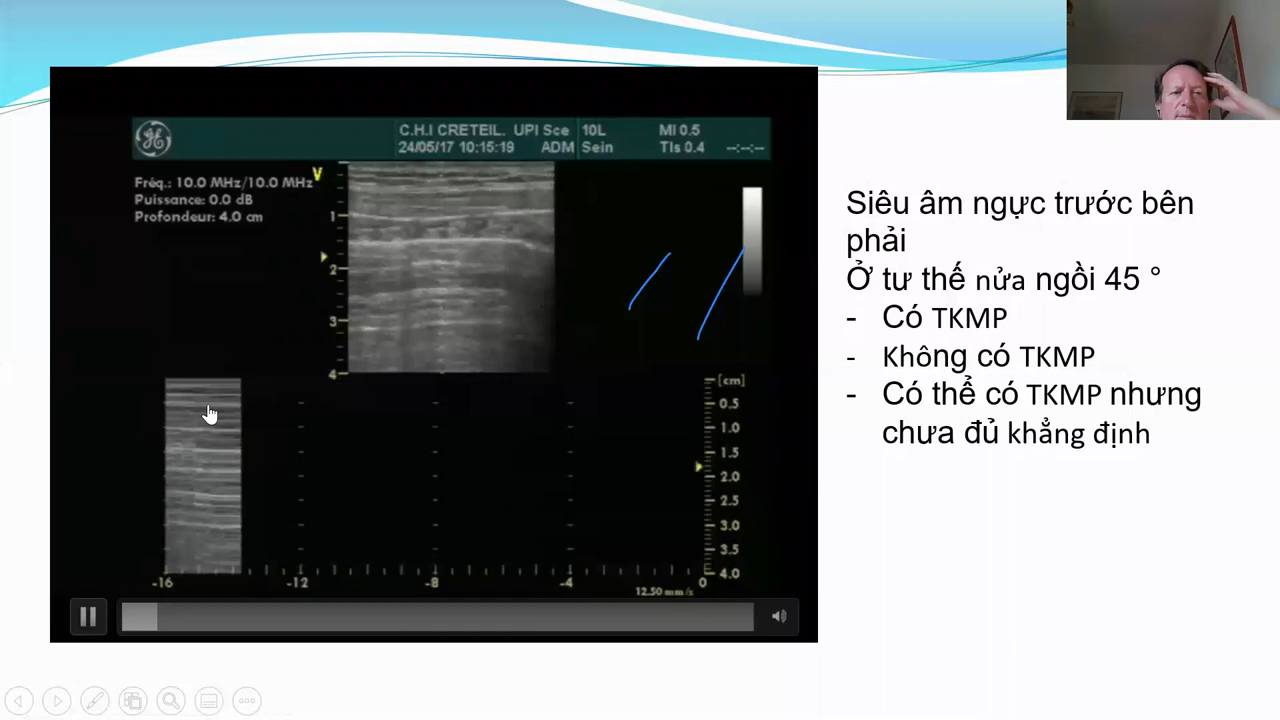 C.H.I CRETEIL. UPI Sce 10L MI 0.5
24/05/17 10:15:19 ADM Sein TIs 0.4 --:--:--
Fréq.: 10.0 MHz/10.0 MHz
Puissance: 0.0 dB
Profondeur: 4.0 cm
V
1
2
3
4
[cm]
0.5
1.0
1.5
2.0
2.5
3.0
3.5
4.0
-16 -12 -8 -4 0
12.50 mm/s
Siêu âm ngực trước bên
phải
Ở tư thế nửa ngồi 45 °
- Có TKMP
- Không có TKMP
- Có thể có TKMP nhưng
chưa đủ khẳng định